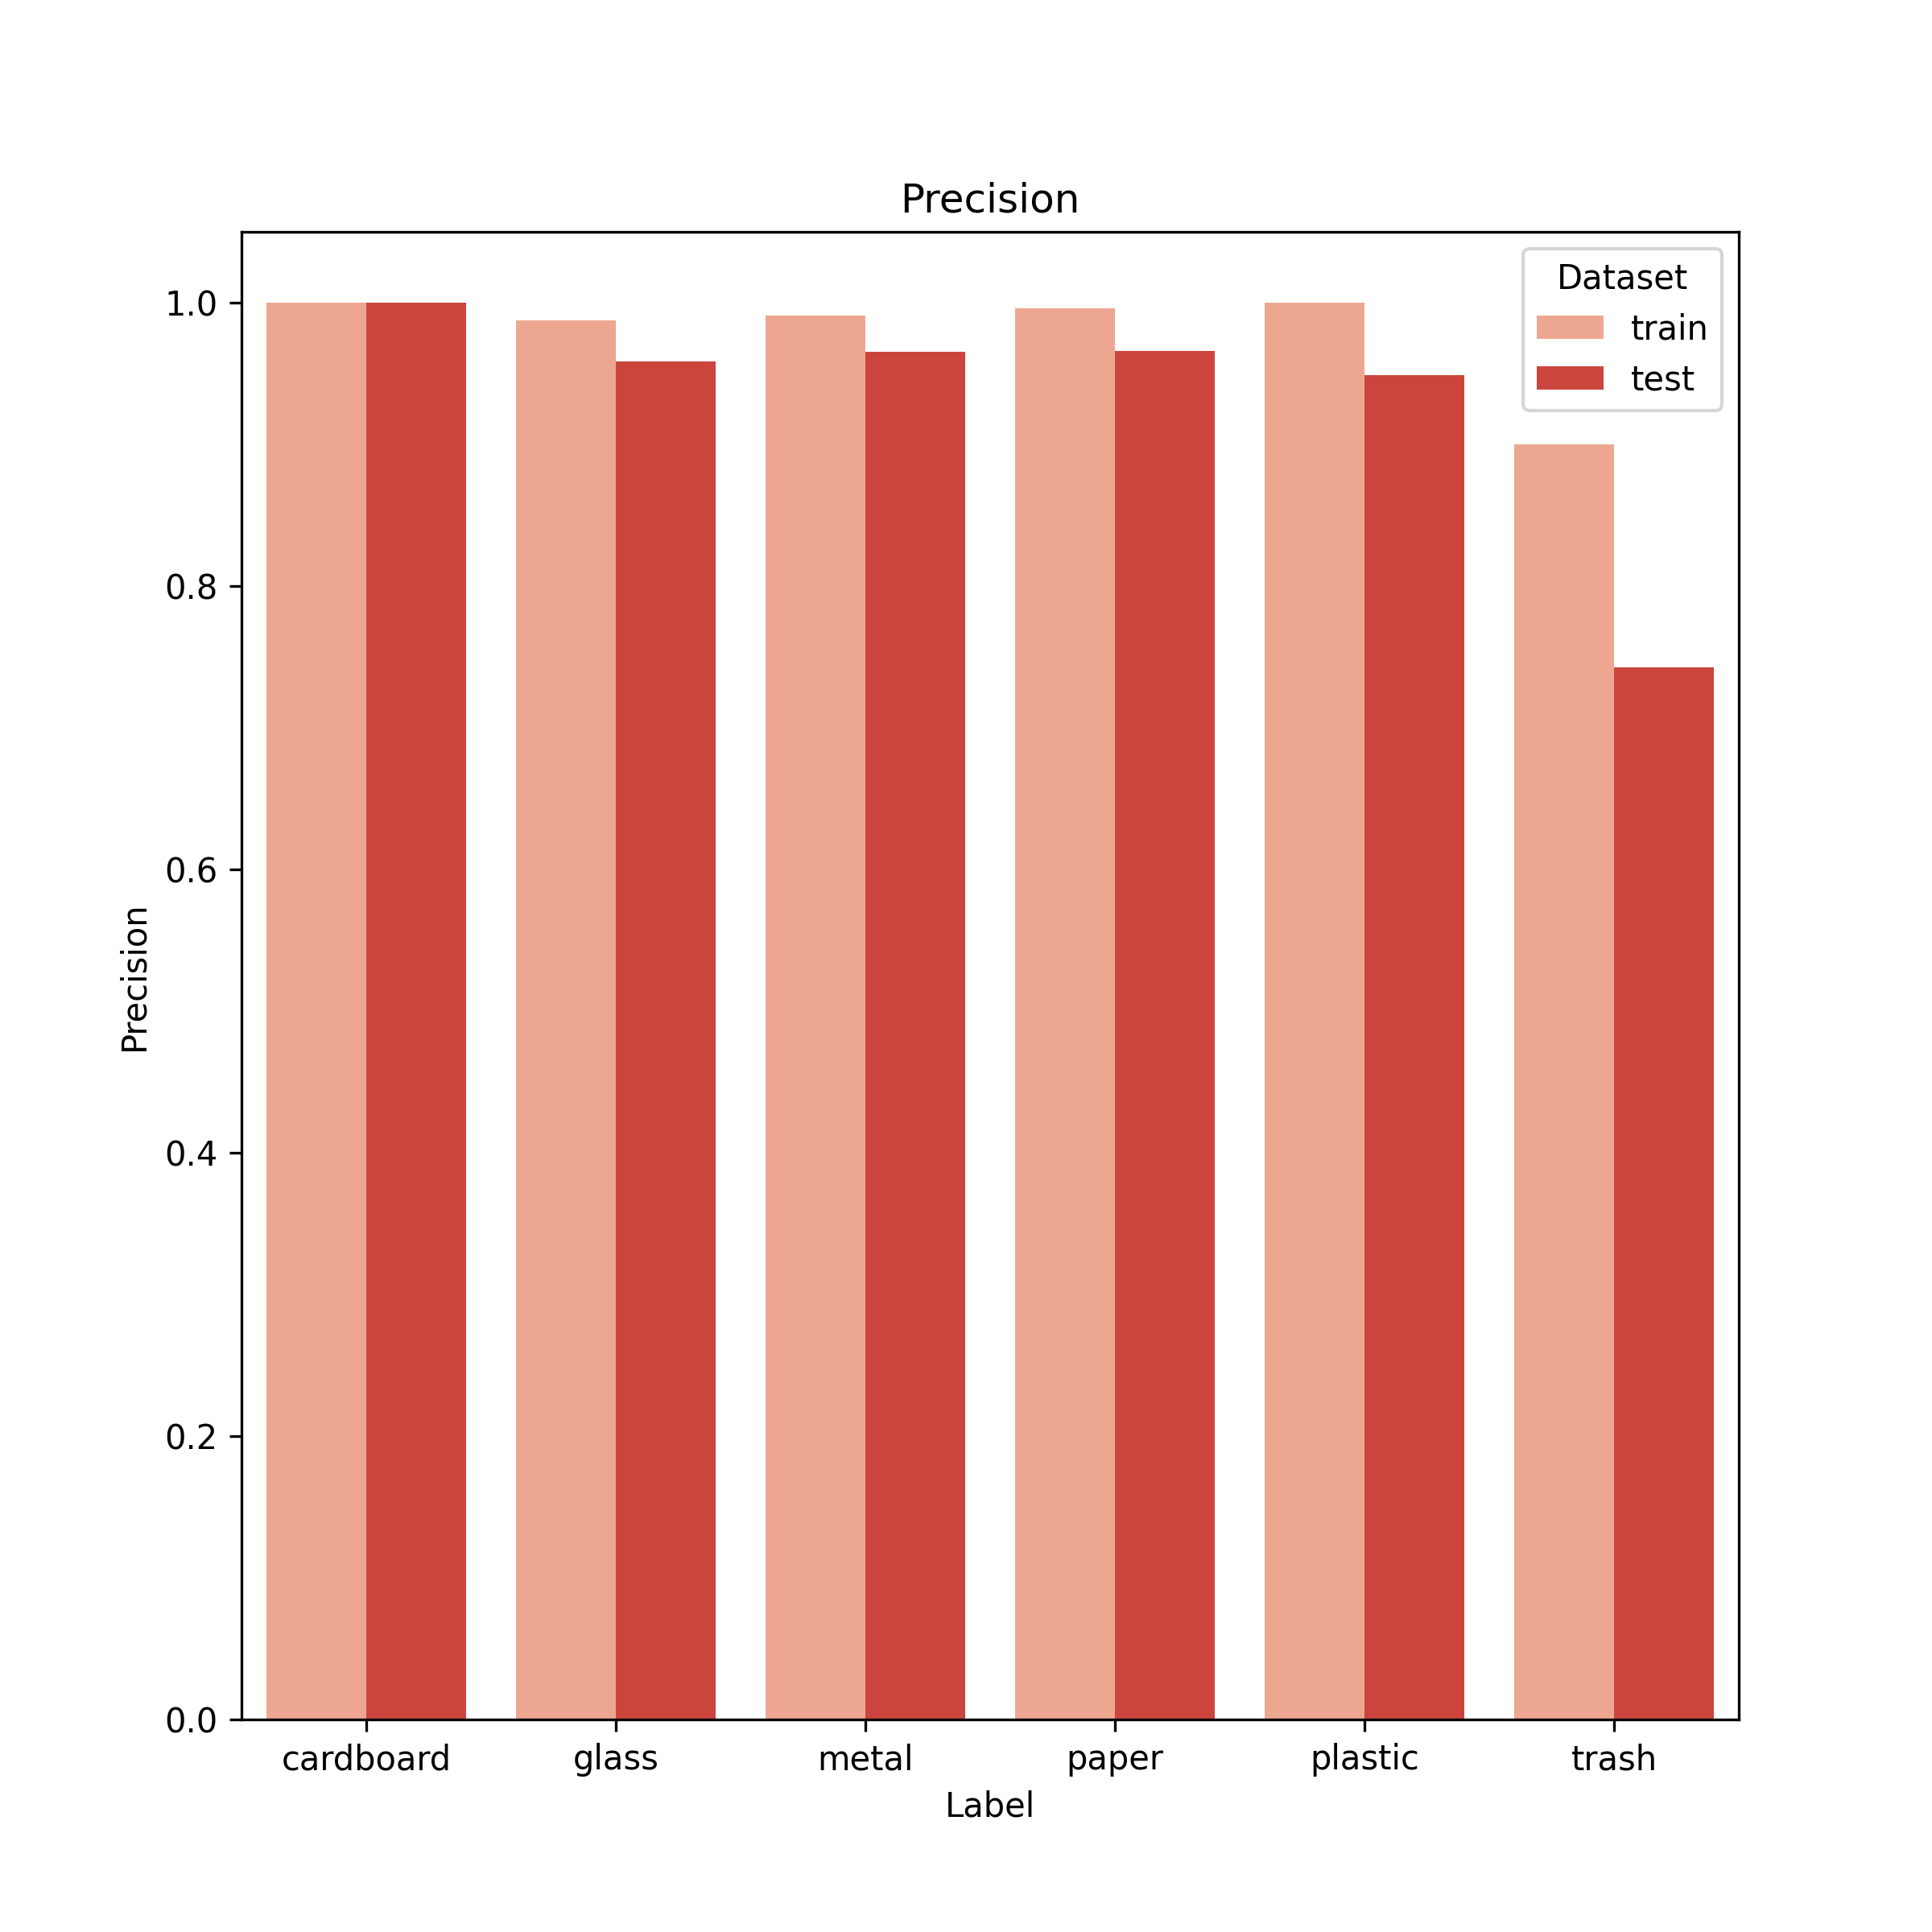 Precision
Dataset
train
test
1.0
0.8
0.6
0.4
0.2
0.0
Precision
cardboard glass metal paper plastic trash
Label